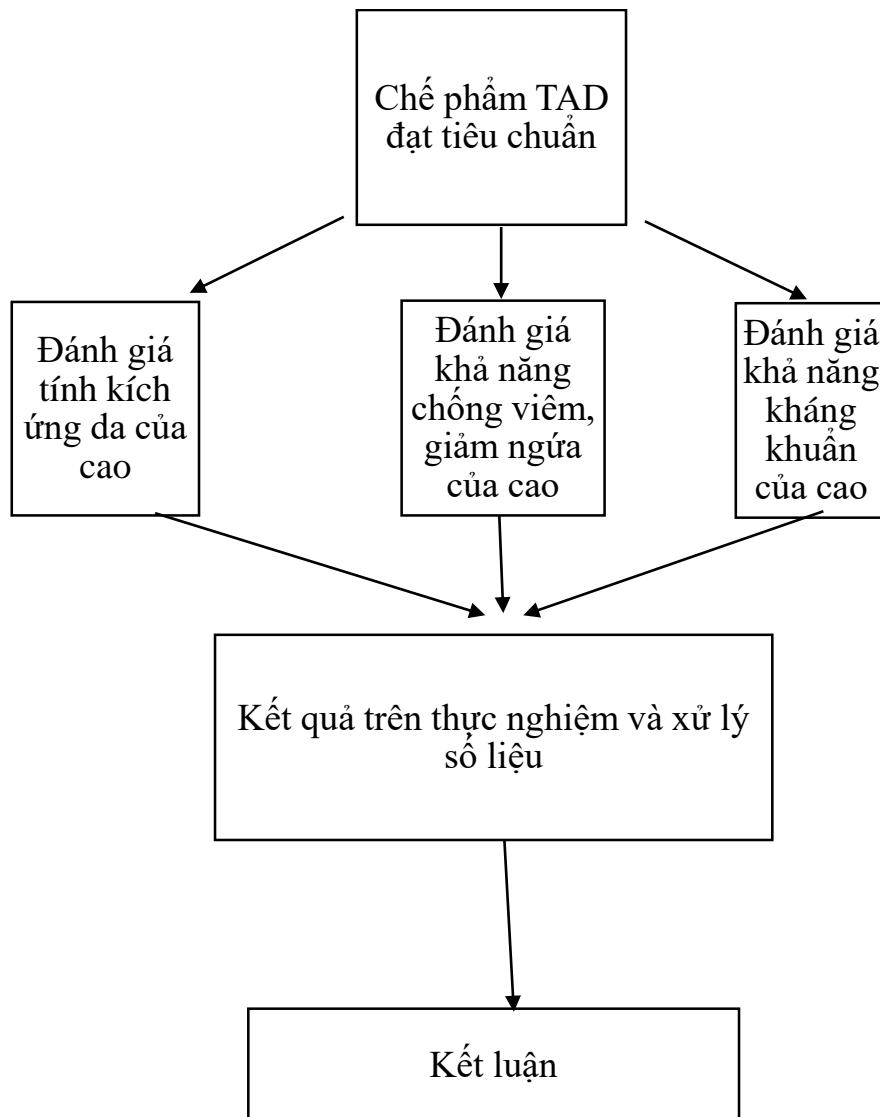 Chế phẩm TAD
đạt tiêu chuẩn
Đánh giá
tính kích
ứng da của
cao
Đánh giá
khả năng
chống viêm,
giảm ngứa
của cao
Đánh giá
khả năng
kháng
khuẩn
của cao
Kết quả trên thực nghiệm và xử lý
số liệu
Kết luận